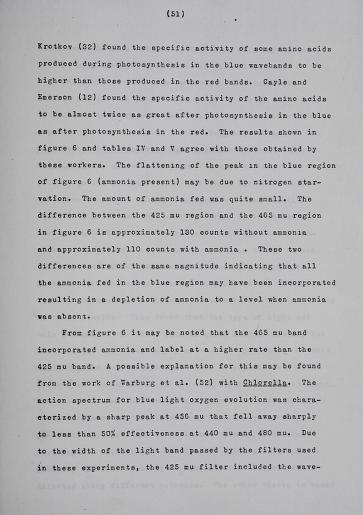 (51)
Krotkov (32) found the specific activity of some amino acids
produced during photosynthesis in the blue wavebands to be
higher than those produced in the red bands. Cayle and
Emerson (12) found the specific activity of the amino acids
to be almost twice as great after photosynthesis in the blue
as after photosynthesis in the red. The results shown in
figure 6 and tables IV and V agree with those obtained by
these workers. The flattening of the peak in the blue region
of figure 6 (ammonia present) may be due to nitrogen star-
vation. The amount of ammonia fed was quite small. The
difference between the 425 mu region and the 465 mu region
in figure 6 is approximately 130 counts without ammonia
and approximately 110 counts with ammonia . These two
differences are of the same magnitude indicating that all
the ammonia fed in the blue region may have been incorporated
resulting in a depletion of ammonia to a level when ammonia
was absent.
From figure 6 it may be noted that the 465 mu band
incorporated ammonia and label at a higher rate than the
425 mu band. A possible explanation for this may be found
from the work of Warburg et al. (52) with Chlorella. The
action spectrum for blue light oxygen evolution was chara-
cterized by a sharp peak at 456 mu that fell away sharply
to less than 50% effectiveness at 440 mu and 480 mu. Due
to the width of the light band passed by the filters used
in these experiments, the 425 mu filter included the wave-